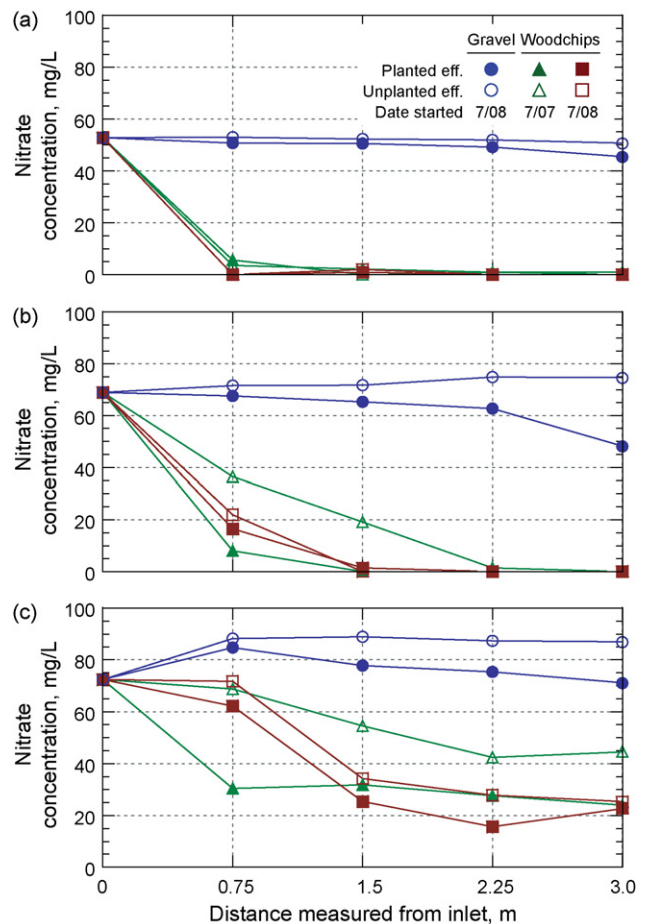 (a)
100
80
60
40
20
0
Nitrate
concentration, mg/L
Gravel Woodchips
Planted eff.
Unplanted eff.
Date started 7/08 7/07 7/08
(b)
100
80
60
40
20
0
Nitrate
concentration, mg/L
(c)
100
80
60
40
20
0
Nitrate
concentration, mg/L
0 0.75 1.5 2.25 3.0
Distance measured from inlet, m